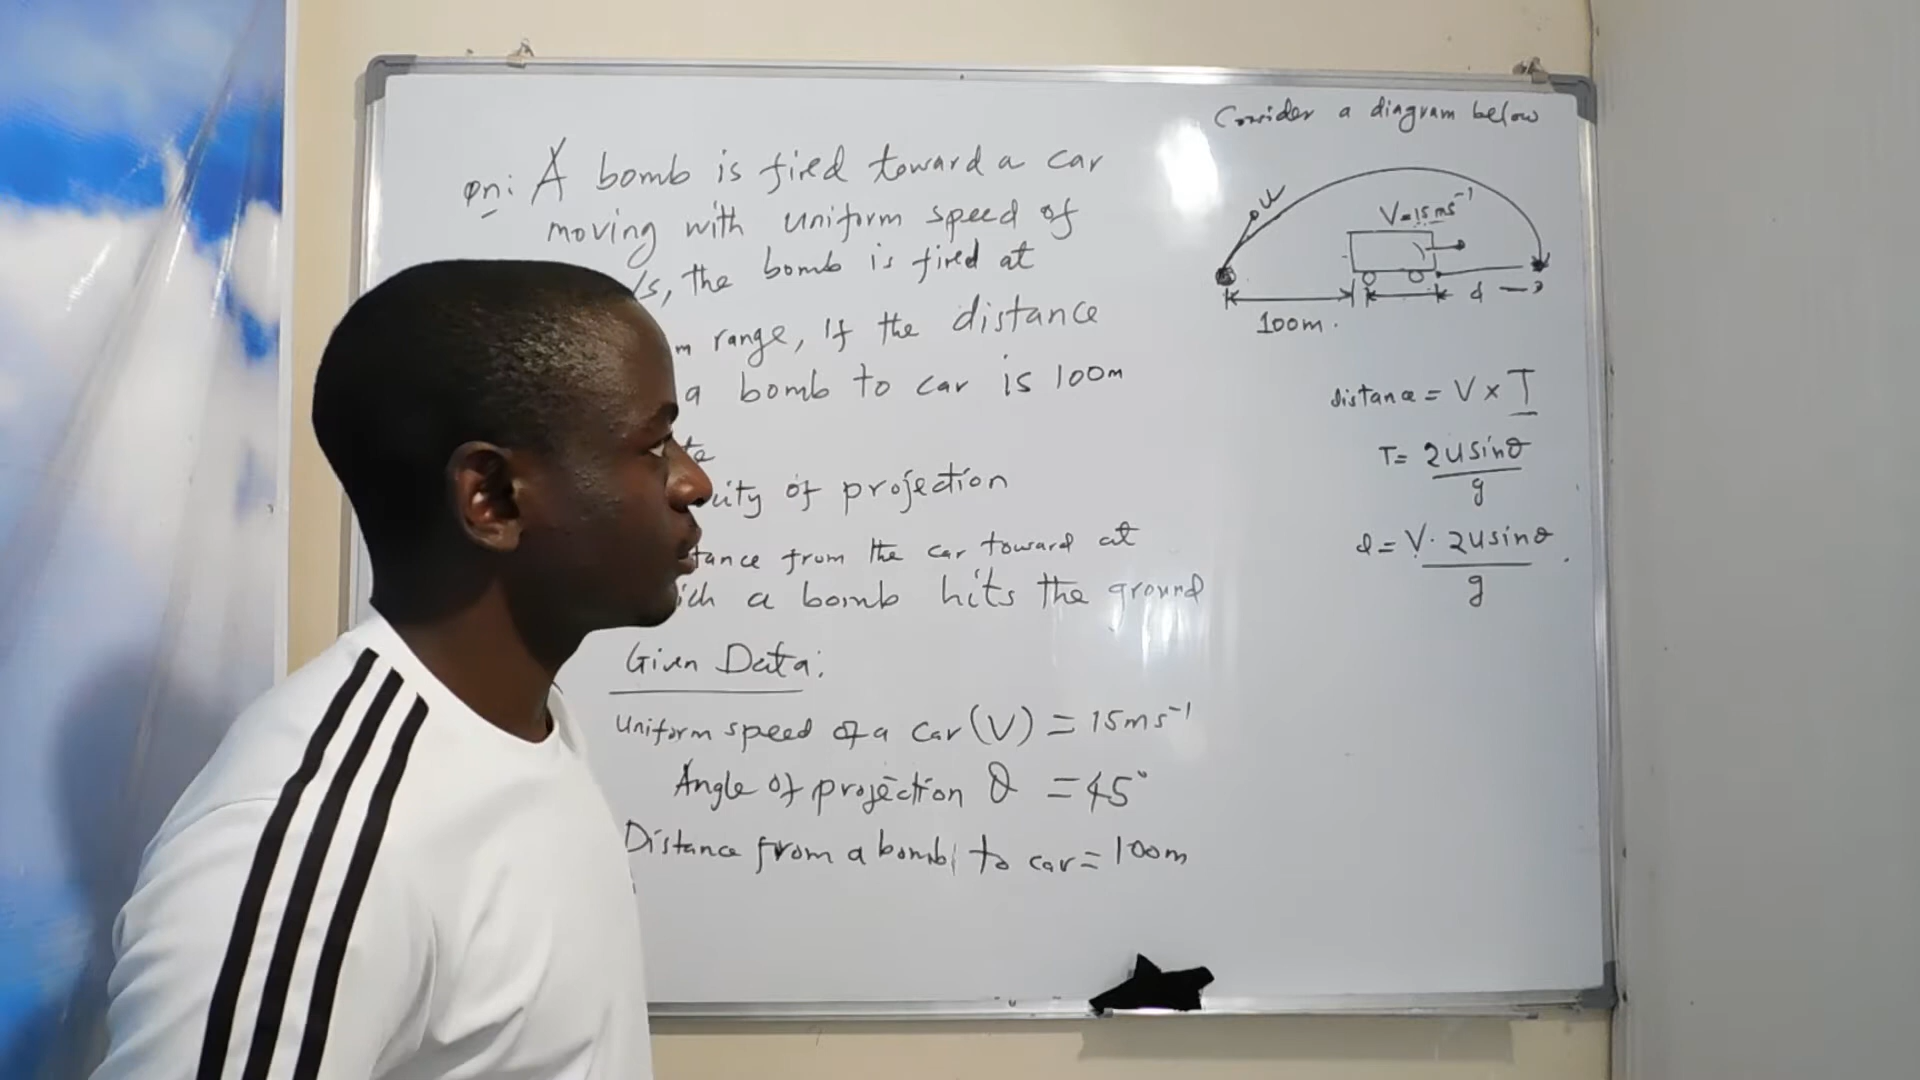 Qn: A bomb is fired toward a car
moving with uniform speed of
/s, the bomb is fired at
m range, If the distance
a bomb to car is 100m
city of projection
tance from the car toward at
ich a bomb hits the ground
Given Data:
Uniform speed of a car (V) = 15ms⁻¹
Angle of projection θ = 45°
Distance from a bomb to car = 100m
Consider a diagram below
u
V=15ms⁻¹
d
100m.
distance = V x T
T= 2usinθ/g
d = V. 2usinθ/g.